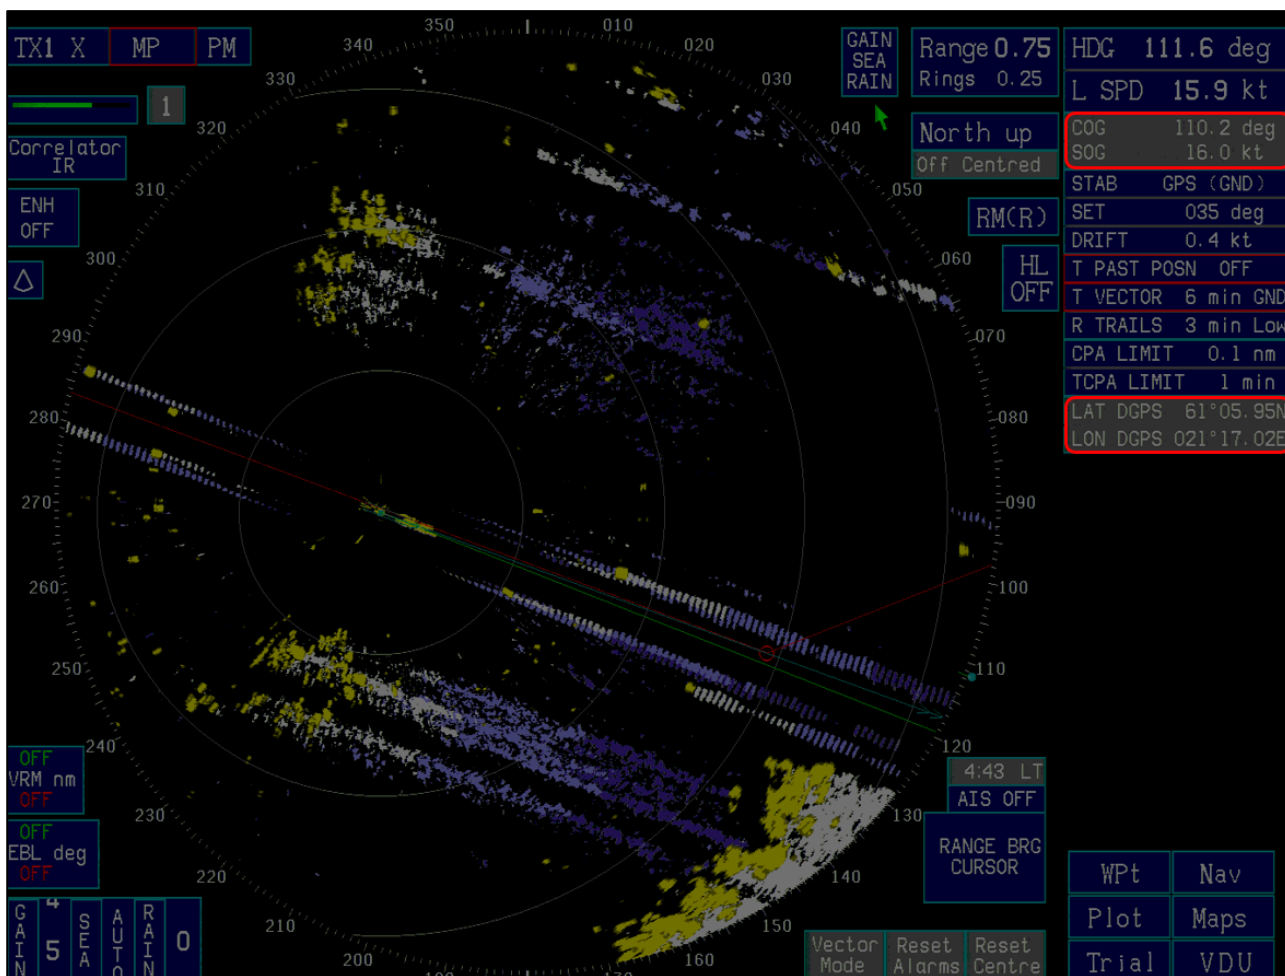 TX1 X MP PM
1
Correlator
IR
ENH
OFF
350 010
340 020
330 030
320 040
310 050
300 060
290 070
280 080
270 090
260 100
250 110
240 120
230 130
220 140
210 150
200 160
GAIN
SEA
RAIN
Range 0.75
Rings 0.25
North up
Off Centred
RM(R)
HL
OFF
HDG 111.6 deg
L SPD 15.9 kt
COG 110.2 deg
SOG 16.0 kt
STAB GPS (GND)
SET 035 deg
DRIFT 0.4 kt
T PAST POSN OFF
T VECTOR 6 min GND
R TRAILS 3 min Low
CPA LIMIT 0.1 nm
TCPA LIMIT 1 min
LAT DGPS 61°05.95N
LON DGPS 021°17.02E
OFF
VRM nm
OFF
OFF
EBL deg
OFF
GAIN
5
SEA
AUTO
RAIN
0
4:43 LT
AIS OFF
RANGE BRG
CURSOR
Vector
Mode
Reset
Alarms
Reset
Centre
WPt Nav
Plot Maps
Trial VDU